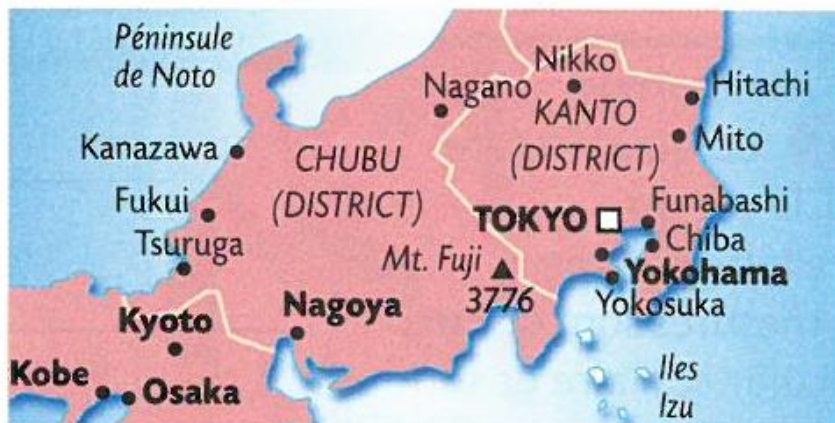 Péninsule
de Noto
Nikko
Nagano
Hitachi
KANTO
(DISTRICT)
Mito
Kanazawa
CHUBU
(DISTRICT)
Fukui
Tsuruga
TOKYO
Funabashi
Chiba
Mt. Fuji
3776
Yokohama
Yokosuka
Kyoto
Nagoya
Kobe
Osaka
Iles
Izu